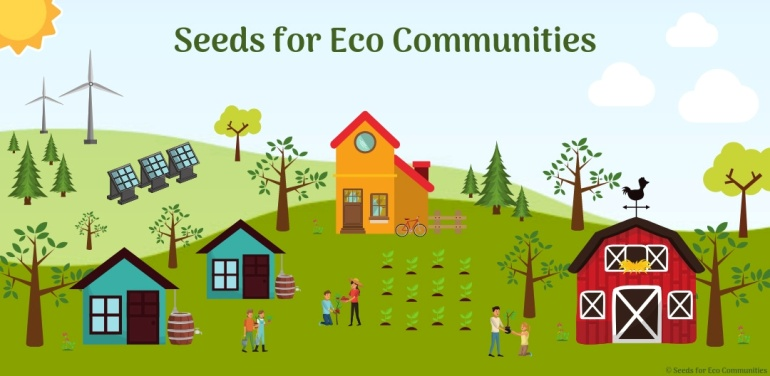 Seeds for Eco Communities
© Seeds for Eco Communities